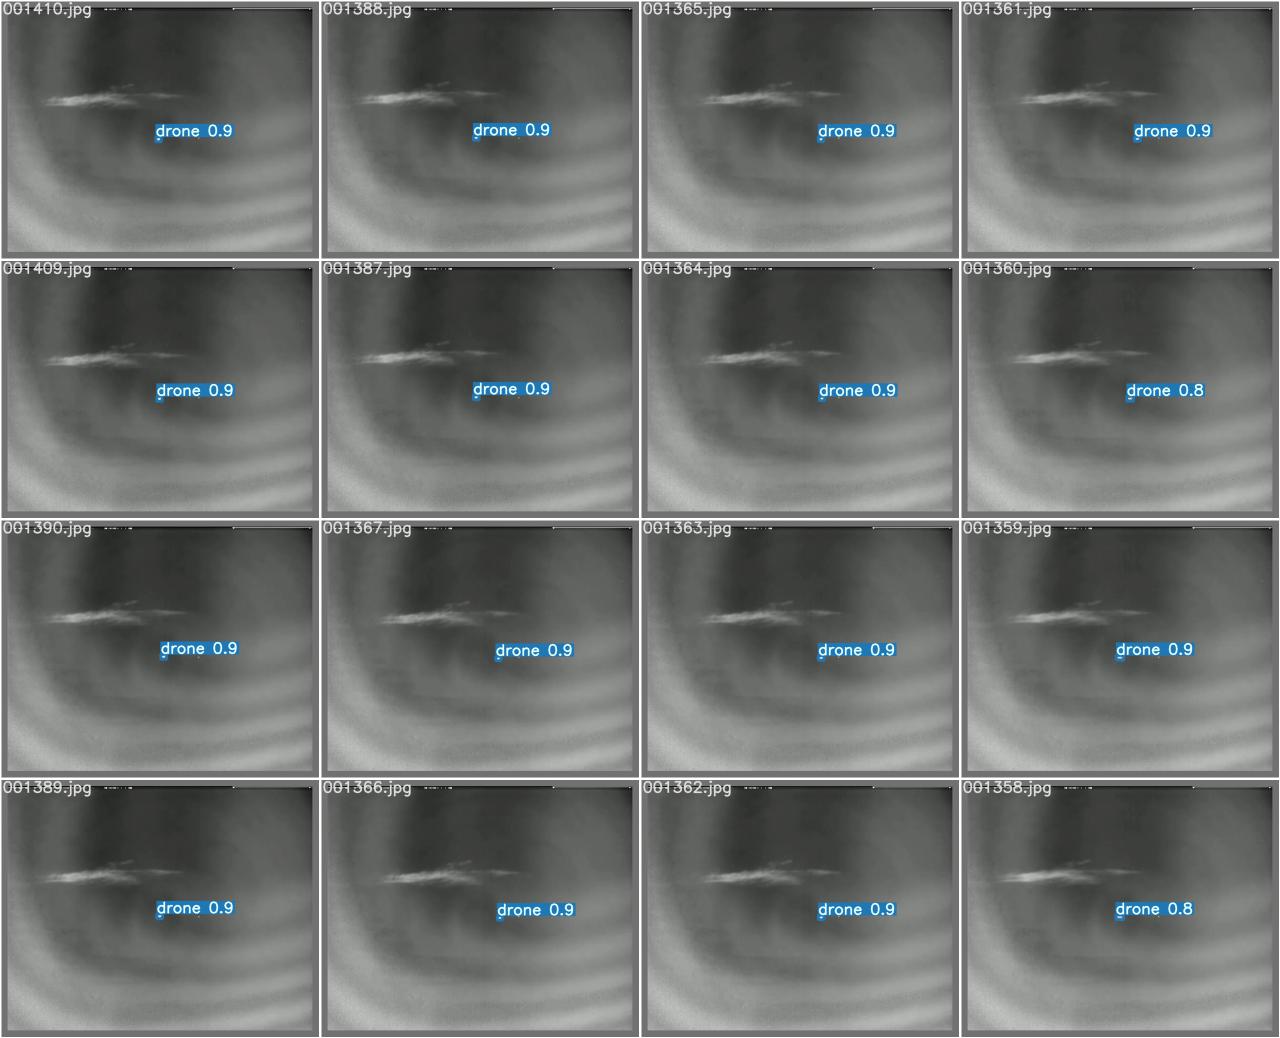 001410.jpg
drone 0.9
001388.jpg
drone 0.9
001365.jpg
drone 0.9
001361.jpg
drone 0.9
001409.jpg
drone 0.9
001387.jpg
drone 0.9
001364.jpg
drone 0.9
001360.jpg
drone 0.8
001390.jpg
drone 0.9
001367.jpg
drone 0.9
001363.jpg
drone 0.9
001359.jpg
drone 0.9
001389.jpg
drone 0.9
001366.jpg
drone 0.9
001362.jpg
drone 0.9
001358.jpg
drone 0.8